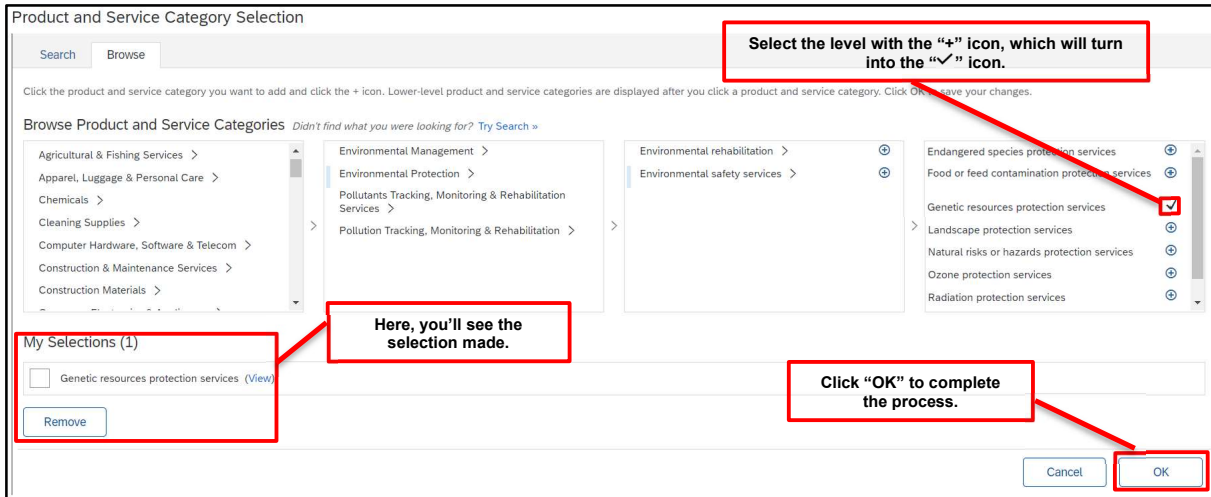 Product and Service Category Selection
Select the level with the “+” icon, which will turn
into the “✓” icon.
Search Browse
Click the product and service category you want to add and click the + icon. Lower-level product and service categories are displayed after you click a product and service category. Click OK to save your changes.
Browse Product and Service Categories Didn't find what you were looking for? Try Search »
Agricultural & Fishing Services >
Apparel, Luggage & Personal Care >
Chemicals >
Cleaning Supplies >
Computer Hardware, Software & Telecom >
Construction & Maintenance Services >
Construction Materials >
Environmental Management >
Environmental Protection >
Pollutants Tracking, Monitoring & Rehabilitation
Services >
Pollution Tracking, Monitoring & Rehabilitation >
Environmental rehabilitation >
Environmental safety services >
Endangered species protection services
Food or feed contamination protection services
Genetic resources protection services
Landscape protection services
Natural risks or hazards protection services
Ozone protection services
Radiation protection services
Here, you’ll see the
selection made.
My Selections (1)
Genetic resources protection services (View)
Remove
Click “OK” to complete
the process.
Cancel OK